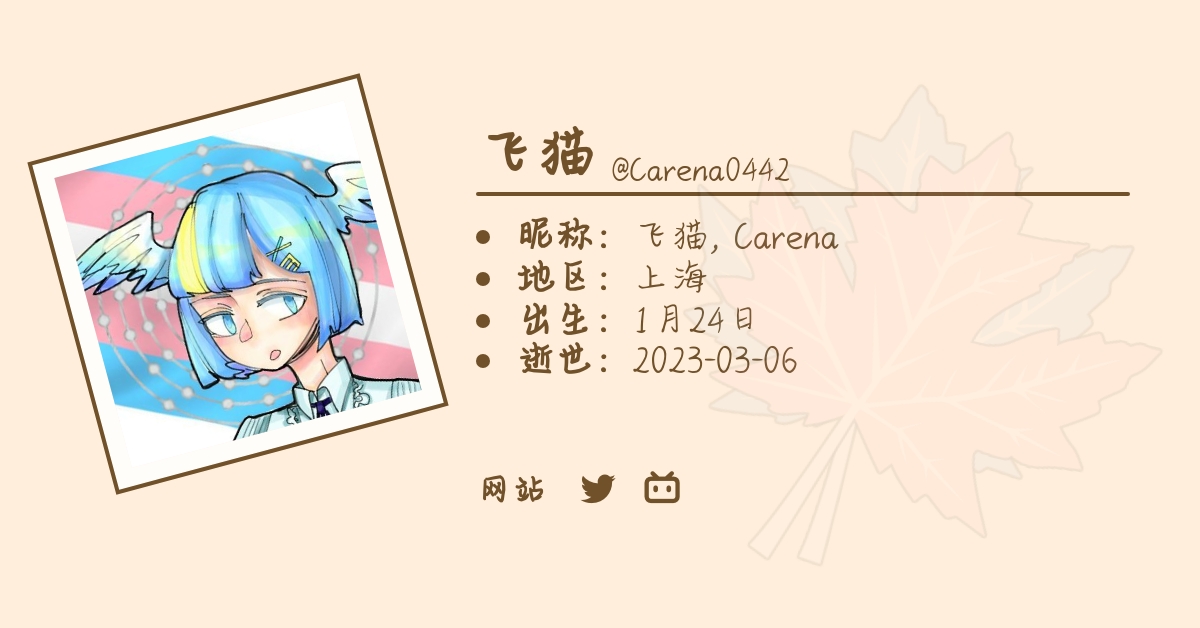 飞猫 @Carena0442
昵称： 飞猫, Carena
地区： 上海
出生： 1月24日
逝世： 2023-03-06
网站